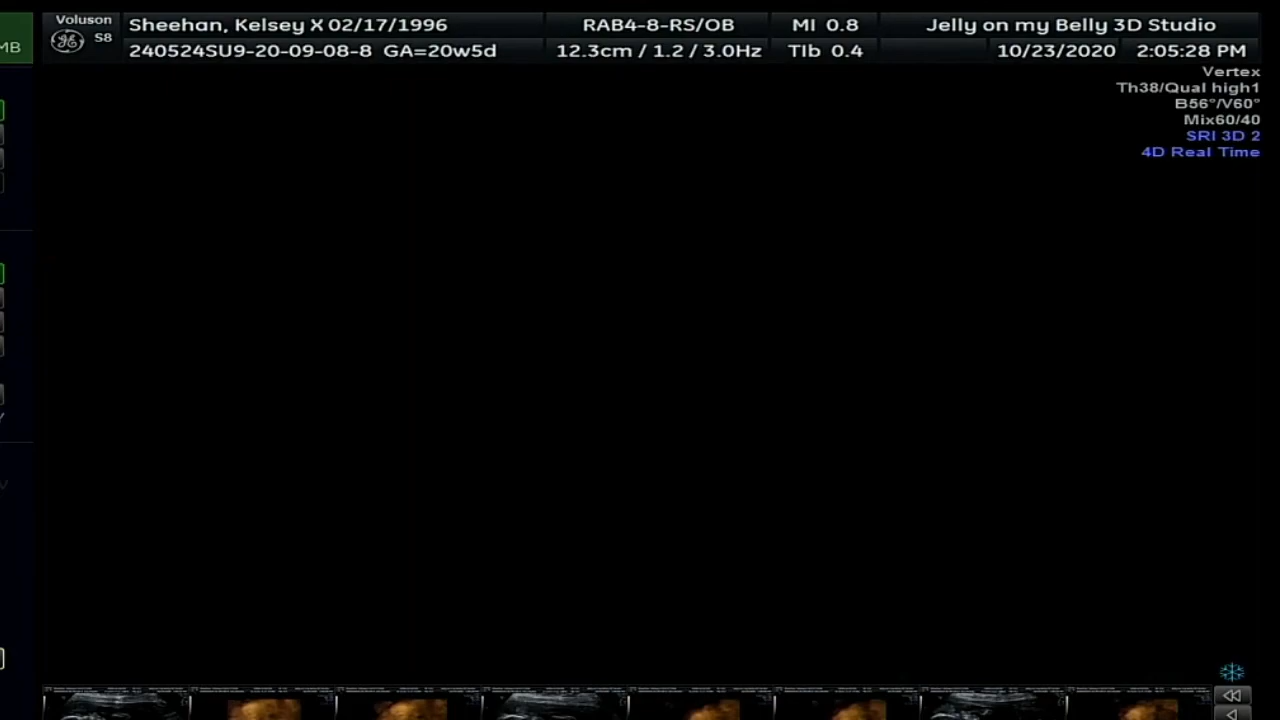 MB
Voluson
S8
Sheehan, Kelsey X 02/17/1996
RAB4-8-RS/OB
MI 0.8
Jelly on my Belly 3D Studio
240524SU9-20-09-08-8 GA=20w5d
12.3cm / 1.2 / 3.0Hz
TIb 0.4
10/23/2020 2:05:28 PM
Vertex
Th38/Qual high1
B56°/V60°
Mix60/40
SRI 3D 2
4D Real Time